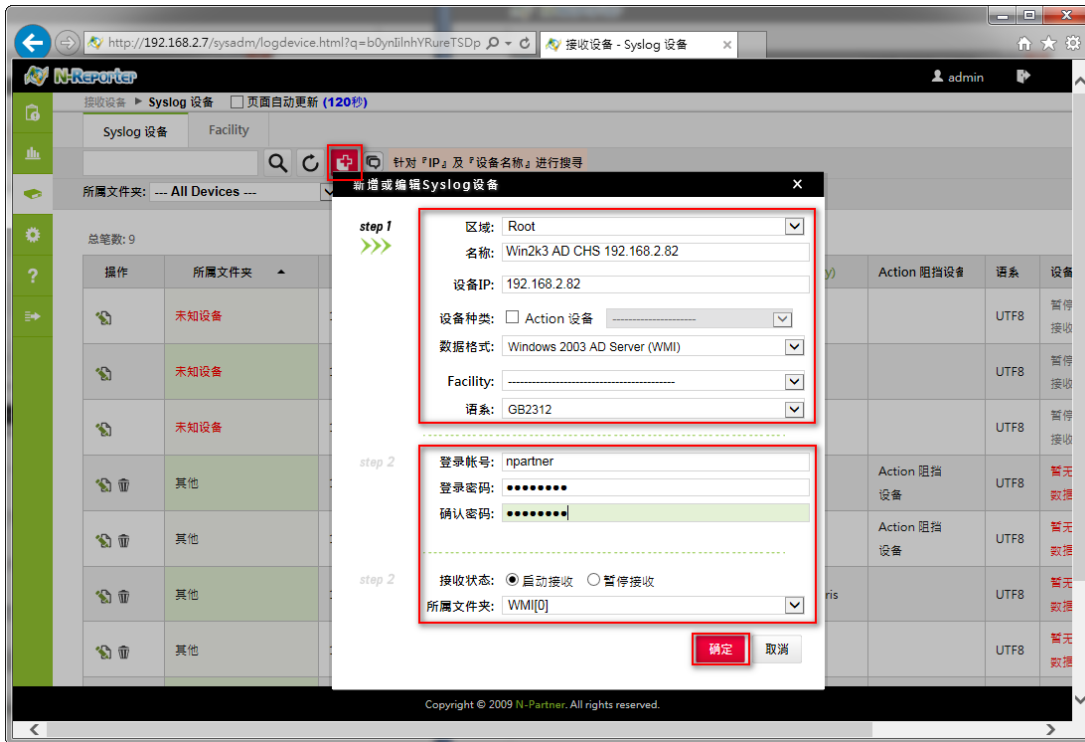 http://192.168.2.7/sysadm/logdevice.html?q=b0ynIilnhYRureTSDp
接收设备 - Syslog 设备
N-Reporter
admin
接收设备 ▶ Syslog 设备 页面自动更新 (120秒)
Syslog 设备 Facility
针对『IP』及『设备名称』进行搜寻
所属文件夹: --- All Devices ---
新增或编辑Syslog设备
step 1
区域: Root
名称: Win2k3 AD CHS 192.168.2.82
设备IP: 192.168.2.82
设备种类: Action 设备 ---------------------
数据格式: Windows 2003 AD Server (WMI)
Facility: ------------------------------------------
语系: GB2312
step 2
登录帐号: npartner
登录密码: ●●●●●●●●
确认密码: ●●●●●●●●
step 2
接收状态: 启动接收 暂停接收
所属文件夹: WMI[0]
确定 取消
总笔数: 9
操作 所属文件夹 y) Action 阻挡设备 语系 设备
未知设备 UTF8 暂停
接收
未知设备 UTF8 暂停
接收
未知设备 UTF8 暂停
接收
其他 Action 阻挡
设备 UTF8 暂无
数据
其他 Action 阻挡
设备 UTF8 暂无
数据
其他 ris UTF8 暂无
数据
其他 UTF8 暂无
数据
Copyright © 2009 N-Partner. All rights reserved.